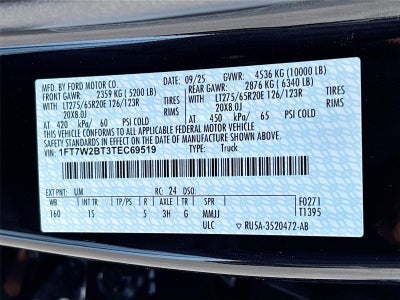 MFD. BY FORD MOTOR CO.
09/25 GVWR: 4536 KG (10000 LB)
FRONT GAWR: 2359 KG ( 5200 LB) REAR GAWR: 2876 KG ( 6340 LB)
WITH WITH
LT275/65R20E 126/123R TIRES LT275/65R20E 126/123R TIRES
20X8.0J RIMS 20X8.0J RIMS
AT 420 kPa/ 60 PSI COLD AT 450 kPa/ 65 PSI COLD
THIS VEHICLE CONFORMS TO ALL APPLICABLE FEDERAL MOTOR VEHICLE
SAFETY STANDARDS IN EFFECT ON THE DATE OF MANUFACTURE SHOWN ABOVE.
VIN: 1FT7W2BT3TEC69519 TYPE: Truck
EXT PNT: UM RC: 24 DSO: F0271
WB INT TR TP/PS R AXLE TR SPR T1395
160 1S 5 3H G MMJJ
ULC RU5A-3520472-AB